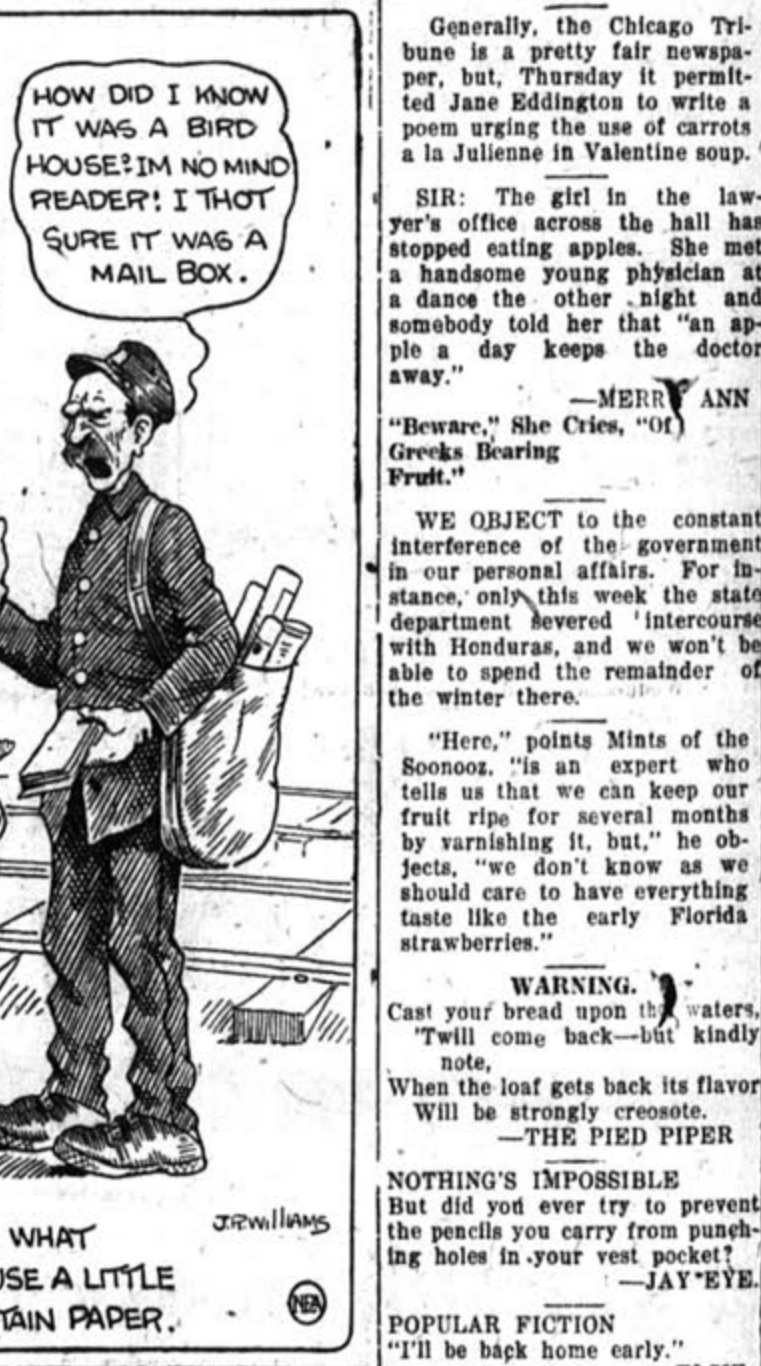 HOW DID I KNOW
IT WAS A BIRD
HOUSE? IM NO MIND
READER! I THOT
SURE IT WAS A
MAIL BOX.
J.R.WILLIAMS
WHAT
USE A LITTLE
TAIN PAPER.
NEA
Generally, the Chicago Tri-
bune is a pretty fair newspa-
per, but, Thursday it permit-
ted Jane Eddington to write a
poem urging the use of carrots
a la Julienne in Valentine soup.
SIR: The girl in the law-
yer's office across the hall has
stopped eating apples. She met
a handsome young physician at
a dance the other night and
somebody told her that "an ap-
ple a day keeps the doctor
away."
—MERRY ANN
"Beware," She Cries, "Of
Greeks Bearing
Fruit."
WE OBJECT to the constant
interference of the government
in our personal affairs. For in-
stance, only this week the state
department severed intercourse
with Honduras, and we won't be
able to spend the remainder of
the winter there.
"Here," points Mints of the
Soonooz, "is an expert who
tells us that we can keep our
fruit ripe for several months
by varnishing it, but," he ob-
jects, "we don't know as we
should care to have everything
taste like the early Florida
strawberries."
WARNING.
Cast your bread upon the waters,
'Twill come back—but kindly
note,
When the loaf gets back its flavor
Will be strongly creosote.
—THE PIED PIPER
NOTHING'S IMPOSSIBLE
But did you ever try to prevent
the pencils you carry from punch-
ing holes in your vest pocket?
—JAY EYE.
POPULAR FICTION
"I'll be back home early."